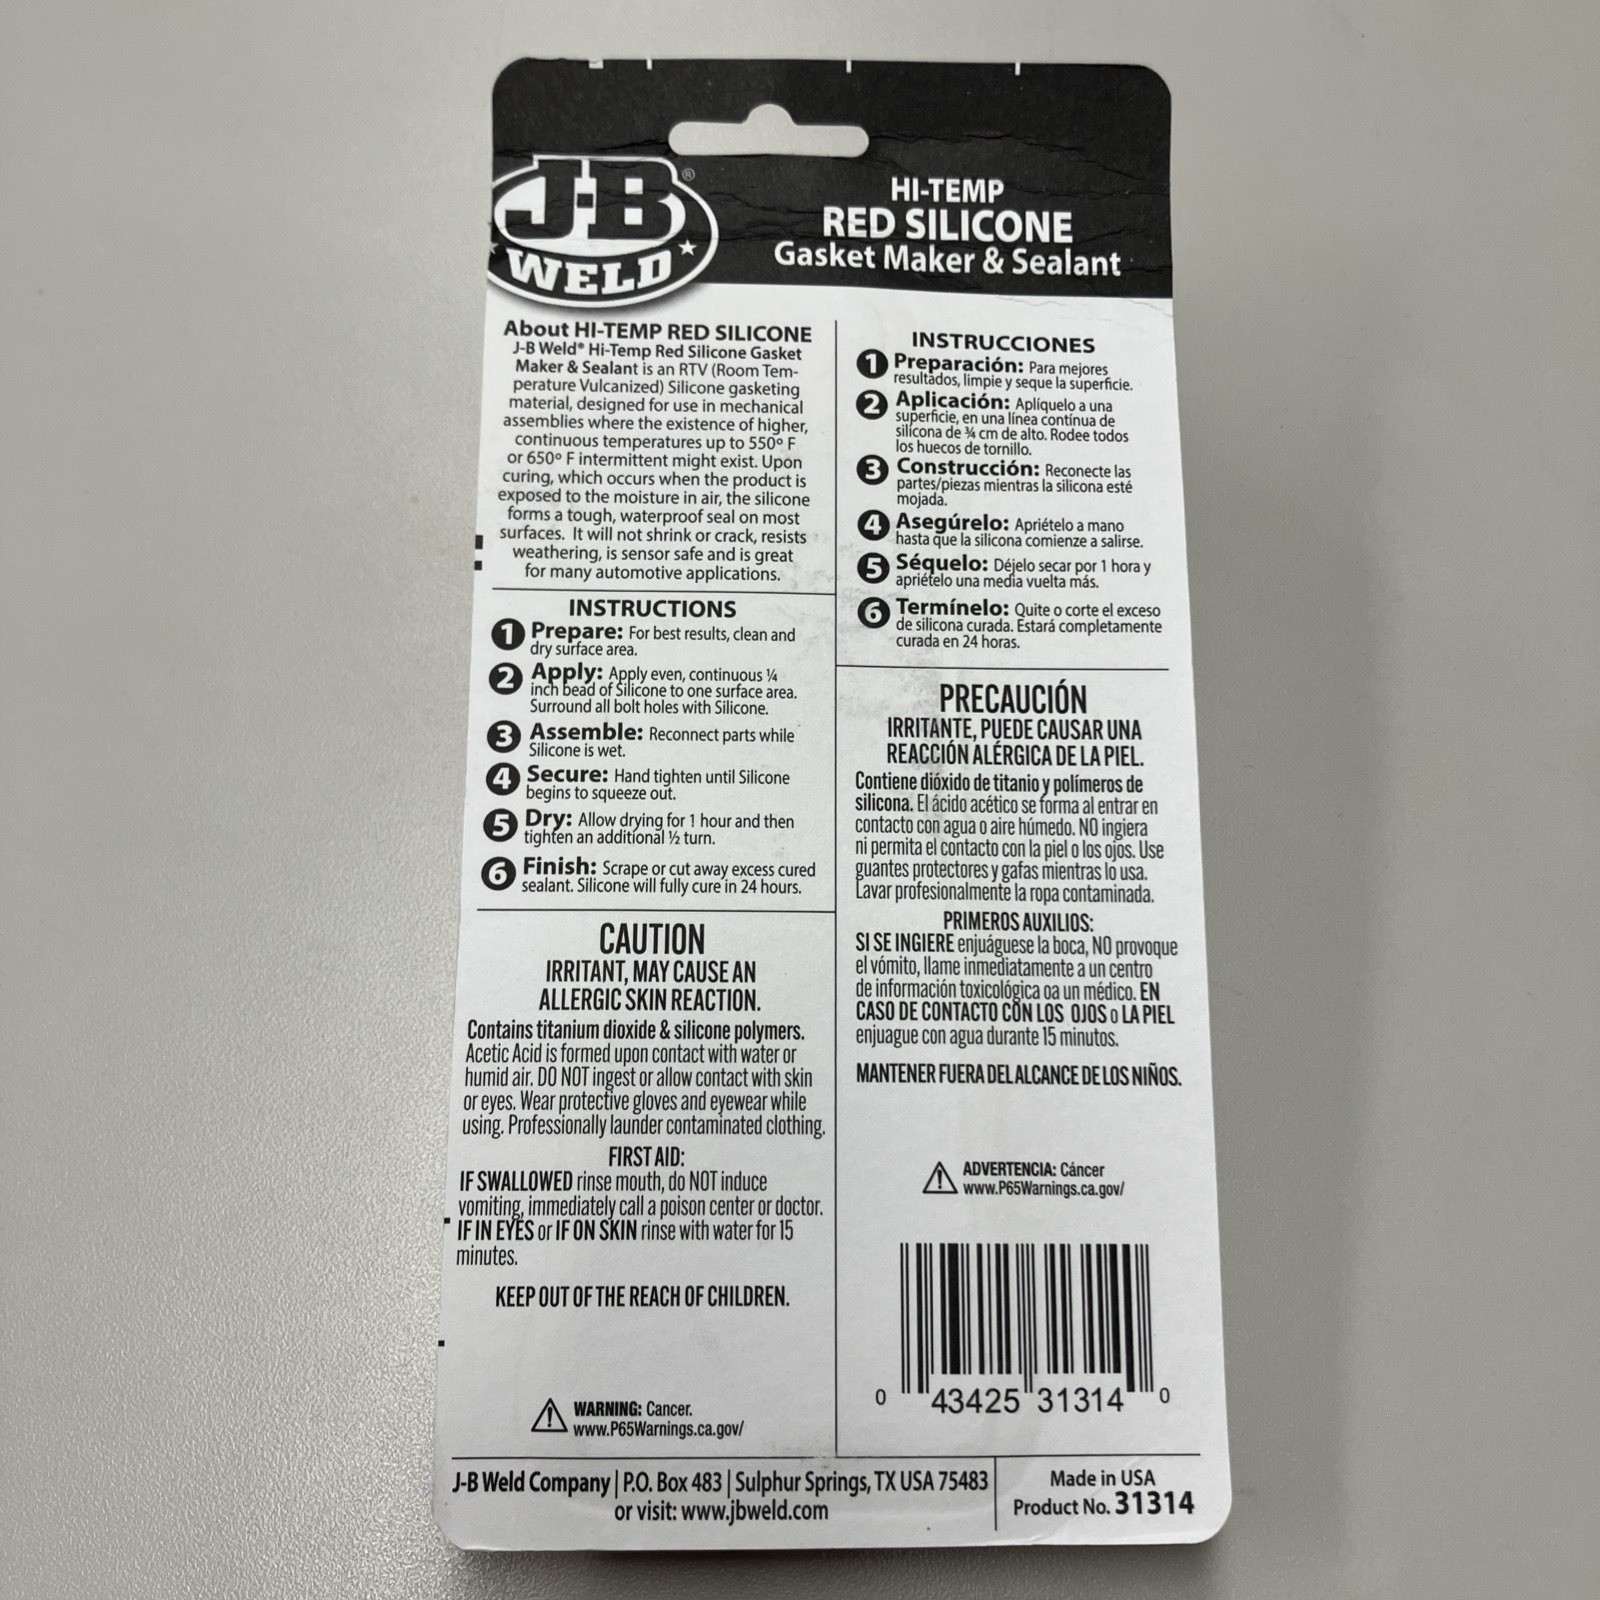 J-B
WELD
®
HI-TEMP
RED SILICONE
Gasket Maker & Sealant
About HI-TEMP RED SILICONE
J-B Weld® Hi-Temp Red Silicone Gasket
Maker & Sealant is an RTV (Room Tem-
perature Vulcanized) Silicone gasketing
material, designed for use in mechanical
assemblies where the existence of higher,
continuous temperatures up to 550º F
or 650º F intermittent might exist. Upon
curing, which occurs when the product is
exposed to the moisture in air, the silicone
forms a tough, waterproof seal on most
surfaces. It will not shrink or crack, resists
weathering, is sensor safe and is great
for many automotive applications.
INSTRUCTIONS
1 Prepare: For best results, clean and
dry surface area.
2 Apply: Apply even, continuous ¼
inch bead of Silicone to one surface area.
Surround all bolt holes with Silicone.
3 Assemble: Reconnect parts while
Silicone is wet.
4 Secure: Hand tighten until Silicone
begins to squeeze out.
5 Dry: Allow drying for 1 hour and then
tighten an additional ½ turn.
6 Finish: Scrape or cut away excess cured
sealant. Silicone will fully cure in 24 hours.
CAUTION
IRRITANT, MAY CAUSE AN
ALLERGIC SKIN REACTION.
Contains titanium dioxide & silicone polymers.
Acetic Acid is formed upon contact with water or
humid air. DO NOT ingest or allow contact with skin
or eyes. Wear protective gloves and eyewear while
using. Professionally launder contaminated clothing.
FIRST AID:
IF SWALLOWED rinse mouth, do NOT induce
vomiting, immediately call a poison center or doctor.
IF IN EYES or IF ON SKIN rinse with water for 15
minutes.
KEEP OUT OF THE REACH OF CHILDREN.
WARNING: Cancer.
www.P65Warnings.ca.gov/
INSTRUCCIONES
1 Preparación: Para mejores
resultados, limpie y seque la superficie.
2 Aplicación: Aplíquelo a una
superficie, en una línea contínua de
silicona de ¾ cm de alto. Rodee todos
los huecos de tornillo.
3 Construcción: Reconecte las
partes/piezas mientras la silicona esté
mojada.
4 Asegúrelo: Apriételo a mano
hasta que la silicona comienze a salirse.
5 Séquelo: Déjelo secar por 1 hora y
apriételo una media vuelta más.
6 Termínelo: Quite o corte el exceso
de silicona curada. Estará completamente
curada en 24 horas.
PRECAUCIÓN
IRRITANTE, PUEDE CAUSAR UNA
REACCIÓN ALÉRGICA DE LA PIEL.
Contiene dióxido de titanio y polímeros de
silicona. El ácido acético se forma al entrar en
contacto con agua o aire húmedo. NO ingiera
ni permita el contacto con la piel o los ojos. Use
guantes protectores y gafas mientras lo usa.
Lavar profesionalmente la ropa contaminada.
PRIMEROS AUXILIOS:
SI SE INGIERE enjuáguese la boca, NO provoque
el vómito, llame inmediatamente a un centro
de información toxicológica oa un médico. EN
CASO DE CONTACTO CON LOS OJOS o LA PIEL
enjuague con agua durante 15 minutos.
MANTENER FUERA DEL ALCANCE DE LOS NIÑOS.
ADVERTENCIA: Cáncer
www.P65Warnings.ca.gov/
0 43425 31314 0
J-B Weld Company | P.O. Box 483 | Sulphur Springs, TX USA 75483
or visit: www.jbweld.com
Made in USA
Product No. 31314